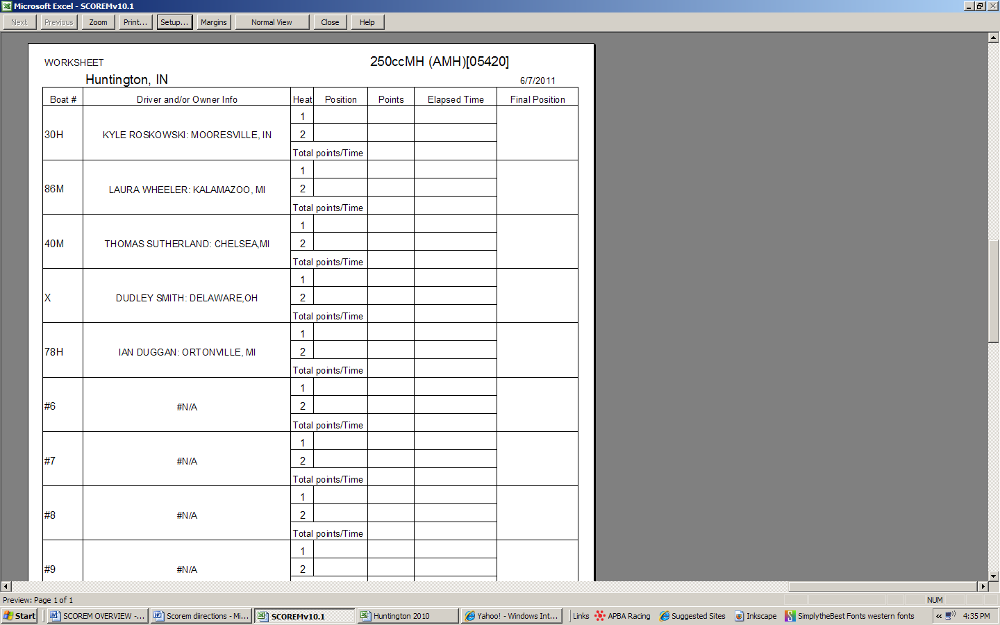 Microsoft Excel - SCOREMv10.1
Next Previous Zoom Print... Setup... Margins Normal View Close Help
WORKSHEET 250ccMH (AMH)[05420]
Huntington, IN 6/7/2011
Boat # Driver and/or Owner Info Heat Position Points Elapsed Time Final Position
1
30H KYLE ROSKOWSKI: MOORESVILLE, IN 2
Total points/Time
1
86M LAURA WHEELER: KALAMAZOO, MI 2
Total points/Time
1
40M THOMAS SUTHERLAND: CHELSEA,MI 2
Total points/Time
1
X DUDLEY SMITH: DELAWARE,OH 2
Total points/Time
1
78H IAN DUGGAN: ORTONVILLE, MI 2
Total points/Time
1
#6 #N/A 2
Total points/Time
1
#7 #N/A 2
Total points/Time
1
#8 #N/A 2
Total points/Time
1
#9 #N/A 2
Preview: Page 1 of 1 NUM
Start SCOREM OVERVIEW -... Scorem diirections - Mi... SCOREMv10.1 Huntington 2010 Yahoo! - Windows Int... Links APBA Racing Suggested Sites Inkscape SimplytheBest Fonts western fonts « 4:35 PM